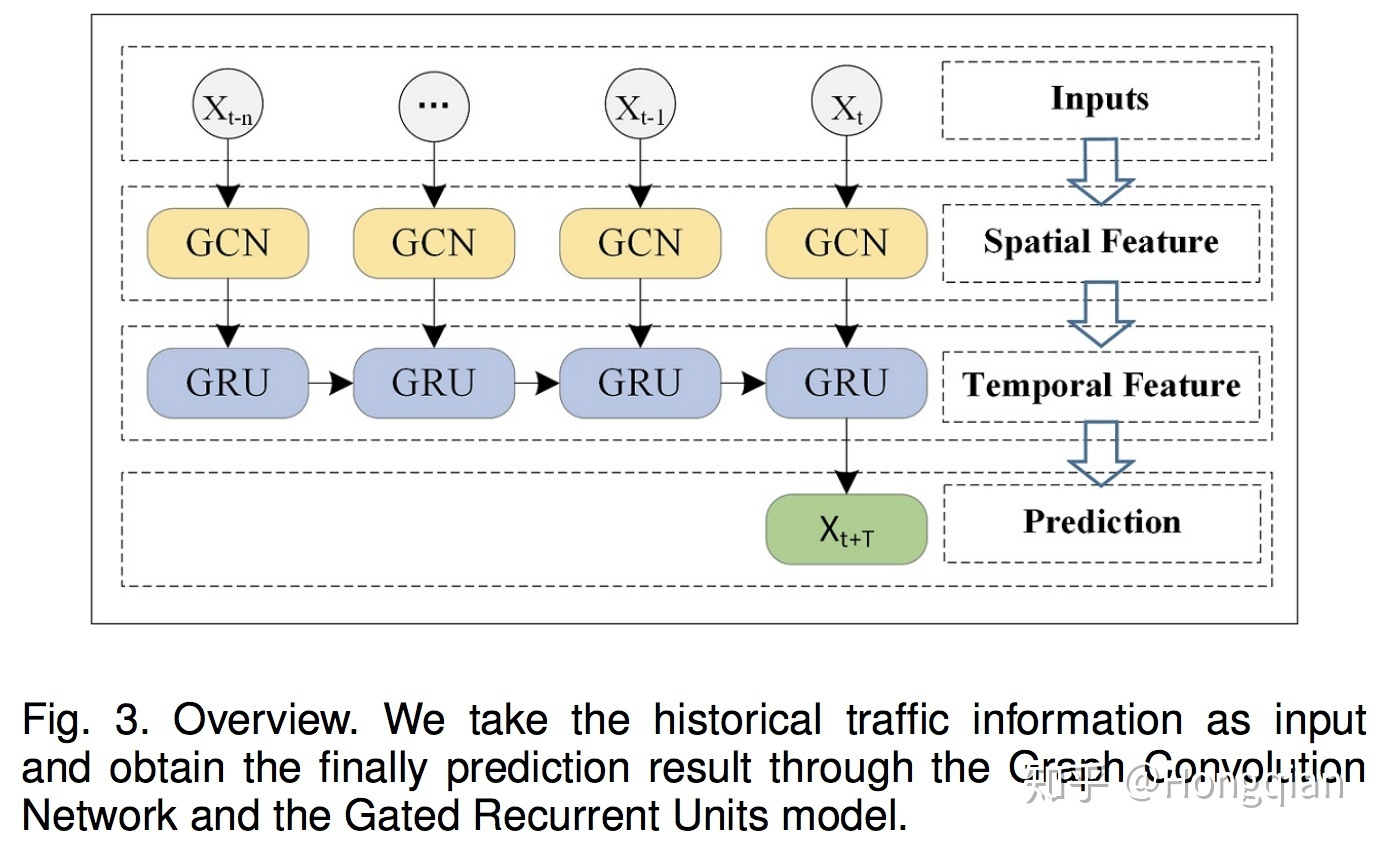 Xt-n ... Xt-1 Xt Inputs
GCN GCN GCN GCN Spatial Feature
GRU GRU GRU GRU Temporal Feature
Xt+T Prediction
Fig. 3. Overview. We take the historical traffic information as input
and obtain the finally prediction result through the Graph Convolution
Network and the Gated Recurrent Units model.
知乎 @Hongqian